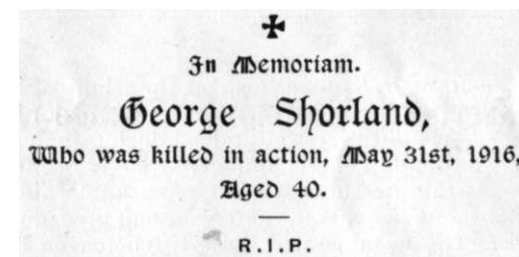 In Memoriam.
George Shorland,
Who was killed in action, May 31st, 1916,
Aged 40.
R.I.P.